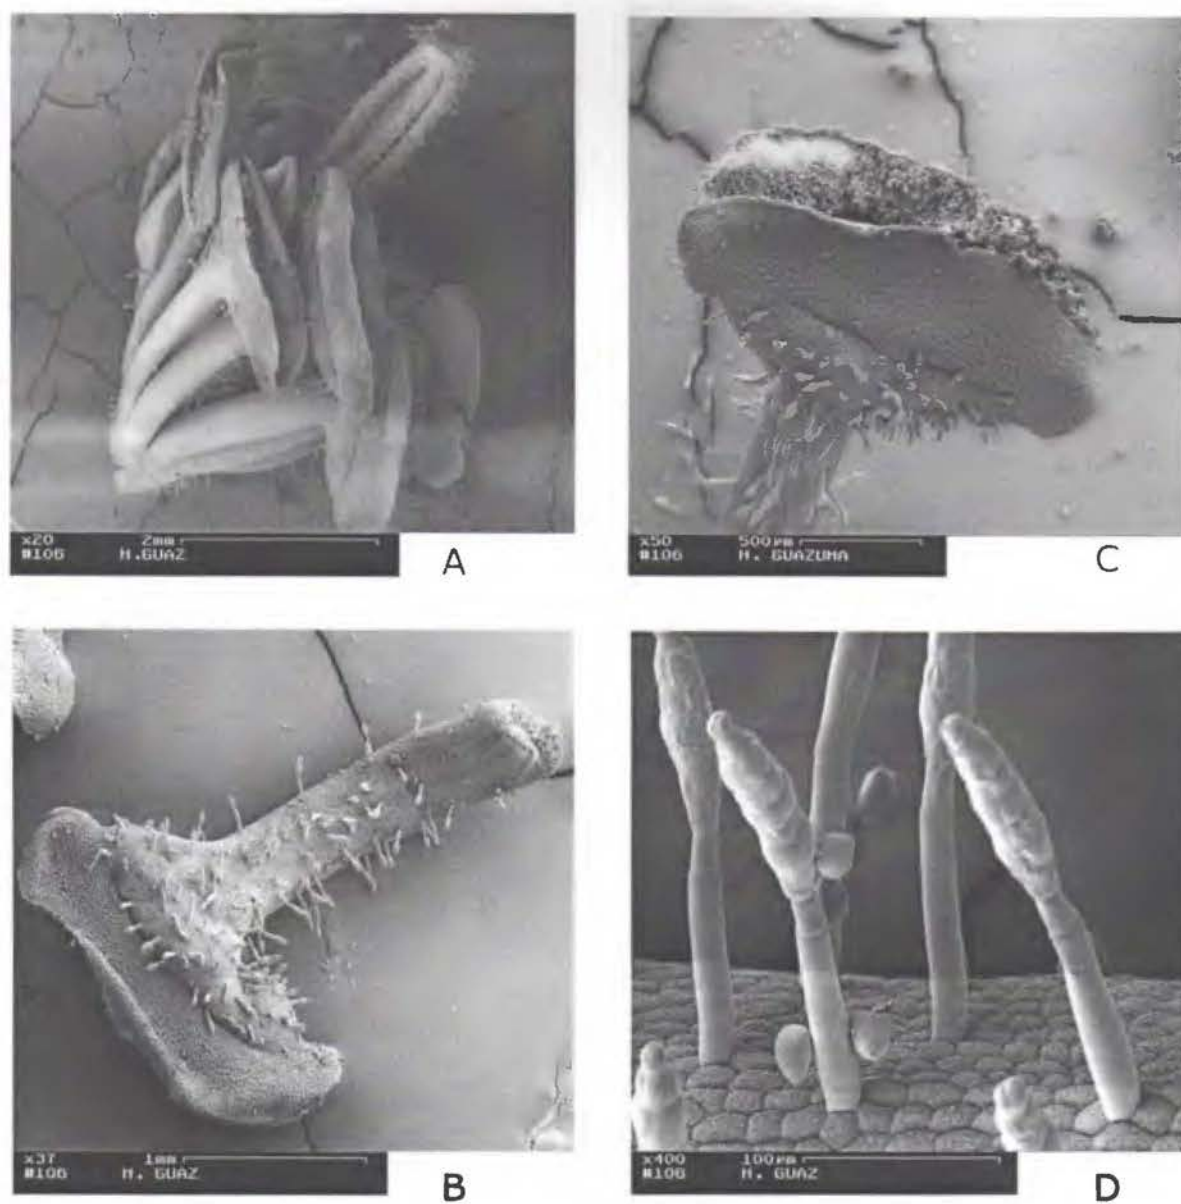 x20 2mm
#106 M.GUAZ
A
x50 500µm
#106 M. GUAZUMA
C
x37 1mm
#106 M. GUAZ
B
x400 100µm
#106 M. GUAZ
D